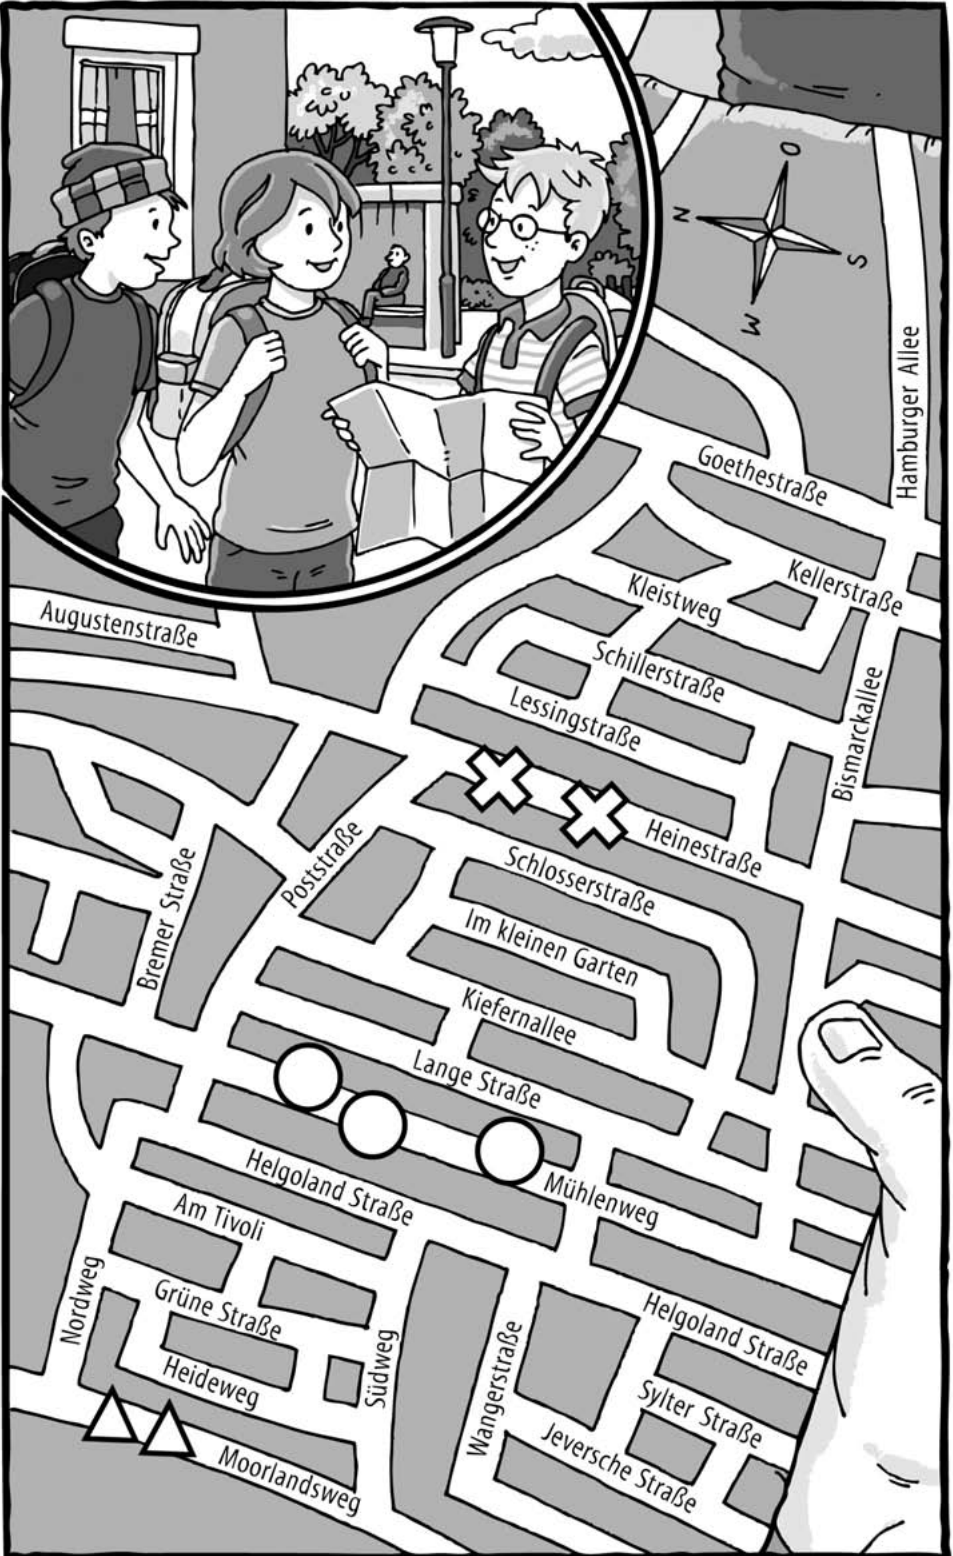 O
N
S
W
Hamburger Allee
Goethestraße
Kellerstraße
Kleistweg
Augustenstraße
Schillerstraße
Lessingstraße
Bismarckallee
Heinestraße
Poststraße
Schlosserstraße
Bremer Straße
Im kleinen Garten
Kiefernallee
Lange Straße
Helgoland Straße
Mühlenweg
Am Tivoli
Nordweg
Grüne Straße
Helgoland Straße
Heideweg
Südweg
Wangerstraße
Sylter Straße
Jeversche Straße
Moorlandsweg